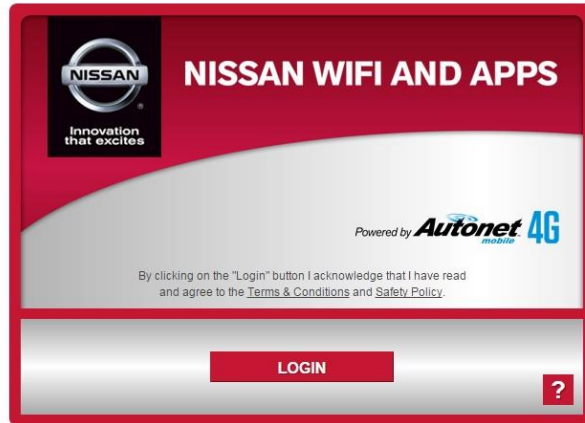 NISSAN
Innovation
that excites
NISSAN WIFI AND APPS
Powered by Autonet 4G
mobile
By clicking on the "Login" button I acknowledge that I have read
and agree to the Terms & Conditions and Safety Policy.
LOGIN
?